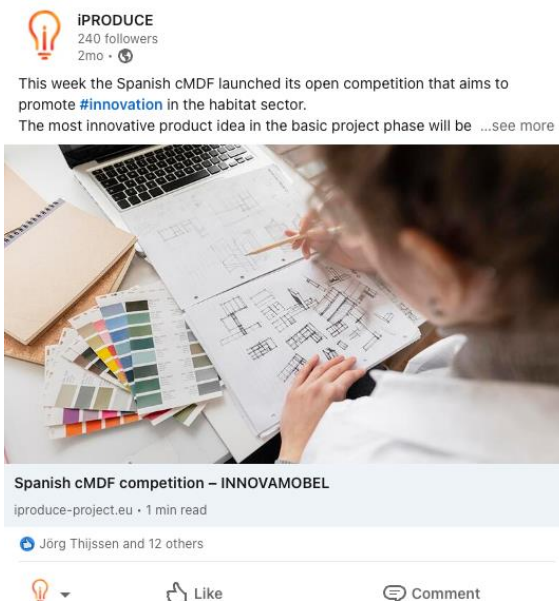 iPRODUCE
240 followers
2mo •
This week the Spanish cMDF launched its open competition that aims to
promote #innovation in the habitat sector.
The most innovative product idea in the basic project phase will be ...see more
Spanish cMDF competition – INNOVAMOBEL
iproduce-project.eu • 1 min read
Jörg Thijssen and 12 others
Like
Comment